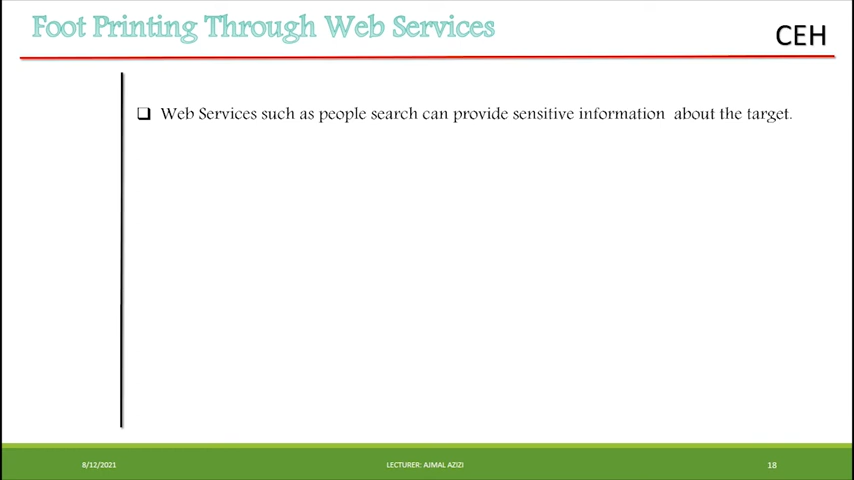 Foot Printing Through Web Services
CEH
Web Services such as people search can provide sensitive information about the target.
8/12/2021
LECTURER: AJMAL AZIZI
18